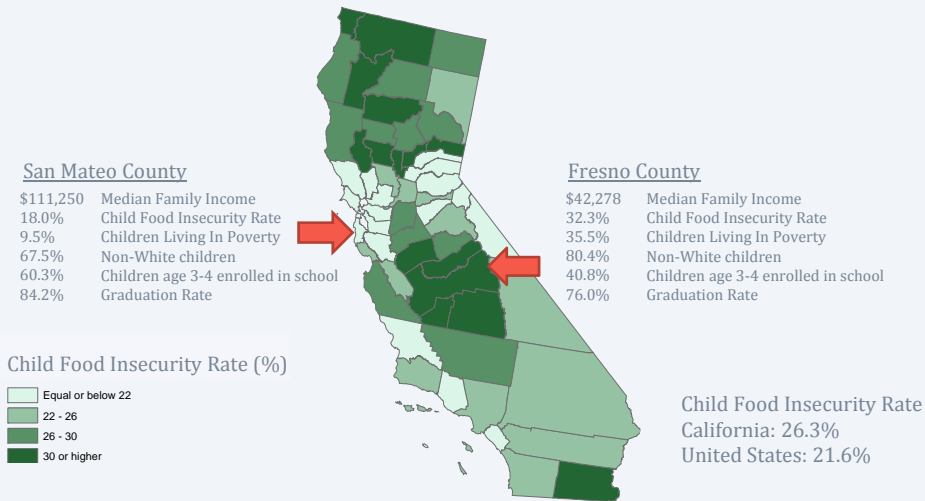 San Mateo County
$111,250 Median Family Income
18.0% Child Food Insecurity Rate
9.5% Children Living In Poverty
67.5% Non-White children
60.3% Children age 3-4 enrolled in school
84.2% Graduation Rate
Fresno County
$42,278 Median Family Income
32.3% Child Food Insecurity Rate
35.5% Children Living In Poverty
80.4% Non-White children
40.8% Children age 3-4 enrolled in school
76.0% Graduation Rate
Child Food Insecurity Rate (%)
Equal or below 22
22 - 26
26 - 30
30 or higher
Child Food Insecurity Rate
California: 26.3%
United States: 21.6%